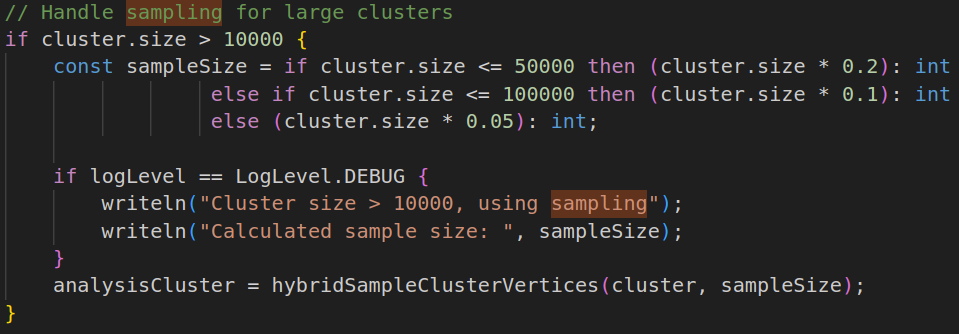 // Handle sampling for large clusters
if cluster.size > 10000 {
    const sampleSize = if cluster.size <= 50000 then (cluster.size * 0.2): int
                 else if cluster.size <= 100000 then (cluster.size * 0.1): int
                 else (cluster.size * 0.05): int;

    if logLevel == LogLevel.DEBUG {
        writeln("Cluster size > 10000, using sampling");
        writeln("Calculated sample size: ", sampleSize);
    }
    analysisCluster = hybridSampleClusterVertices(cluster, sampleSize);
}